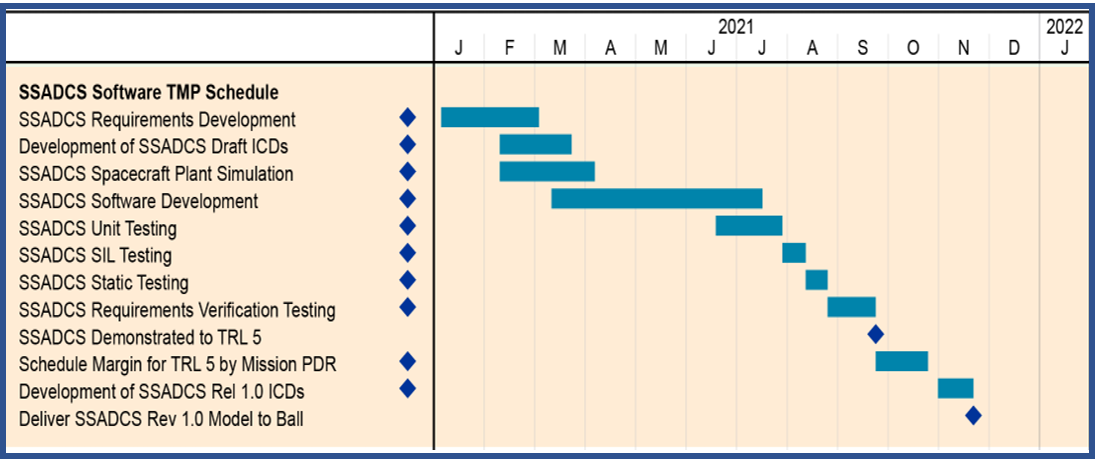 2021 2022
J F M A M J J A S O N D J
SSADCS Software TMP Schedule
SSADCS Requirements Development
Development of SSADCS Draft ICDs
SSADCS Spacecraft Plant Simulation
SSADCS Software Development
SSADCS Unit Testing
SSADCS SIL Testing
SSADCS Static Testing
SSADCS Requirements Verification Testing
SSADCS Demonstrated to TRL 5
Schedule Margin for TRL 5 by Mission PDR
Development of SSADCS Rel 1.0 ICDs
Deliver SSADCS Rev 1.0 Model to Ball